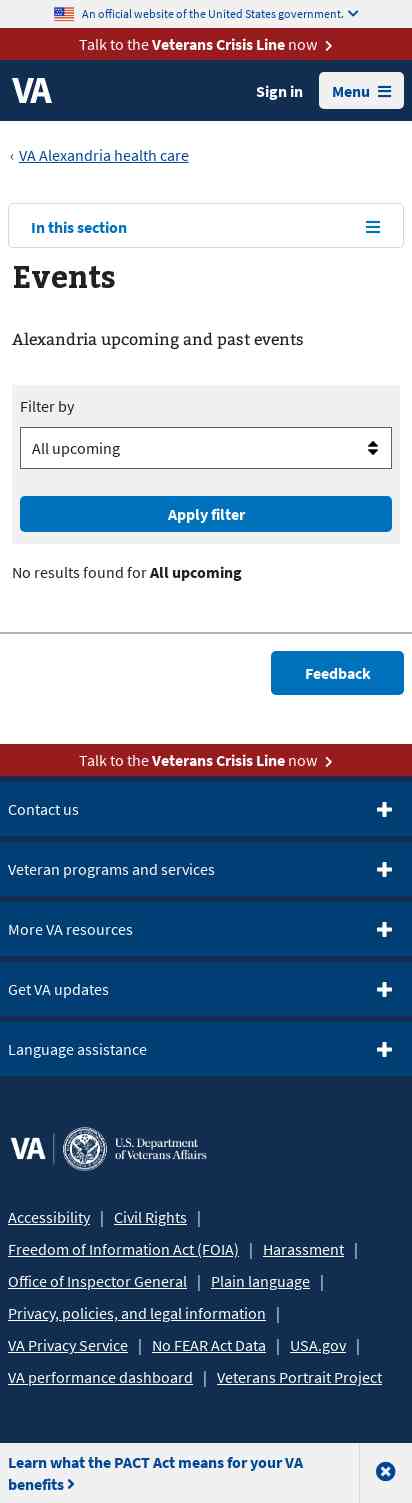 An official website of the United States government.
Talk to the Veterans Crisis Line now
VA
Sign in
Menu
‹ VA Alexandria health care
In this section
Events
Alexandria upcoming and past events
Filter by
All upcoming
Apply filter
No results found for All upcoming
Feedback
Talk to the Veterans Crisis Line now
Contact us
Veteran programs and services
More VA resources
Get VA updates
Language assistance
VA
U.S. Department
of Veterans Affairs
Accessibility | Civil Rights |
Freedom of Information Act (FOIA) | Harassment |
Office of Inspector General | Plain language |
Privacy, policies, and legal information |
VA Privacy Service | No FEAR Act Data | USA.gov |
VA performance dashboard | Veterans Portrait Project
Learn what the PACT Act means for your VA
benefits